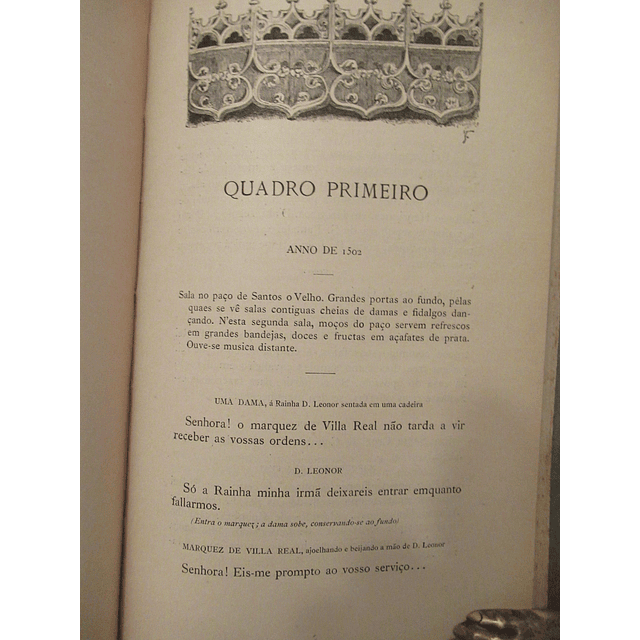 QUADRO PRIMEIRO
ANNO DE 1502
Sala no paço de Santos o Velho. Grandes portas ao fundo, pelas
quaes se vê salas contiguas cheias de damas e fidalgos dan-
çando. N'esta segunda sala, moços do paço servem refrescos
em grandes bandejas, doces e fructas em açafates de prata.
Ouve-se musica distante.
UMA DAMA, á Rainha D. Leonor sentada em uma cadeira
Senhora! o marquez de Villa Real não tarda a vir
receber as vossas ordens...
D. LEONOR
Só a Rainha minha irmã deixareis entrar emquanto
fallarmos.
(Entra o marquez; a dama sobe, conservando-se ao fundo)
MARQUEZ DE VILLA REAL, ajoelhando e beijando a mão de D. Leonor
Senhora! Eis-me prompto ao vosso serviço...